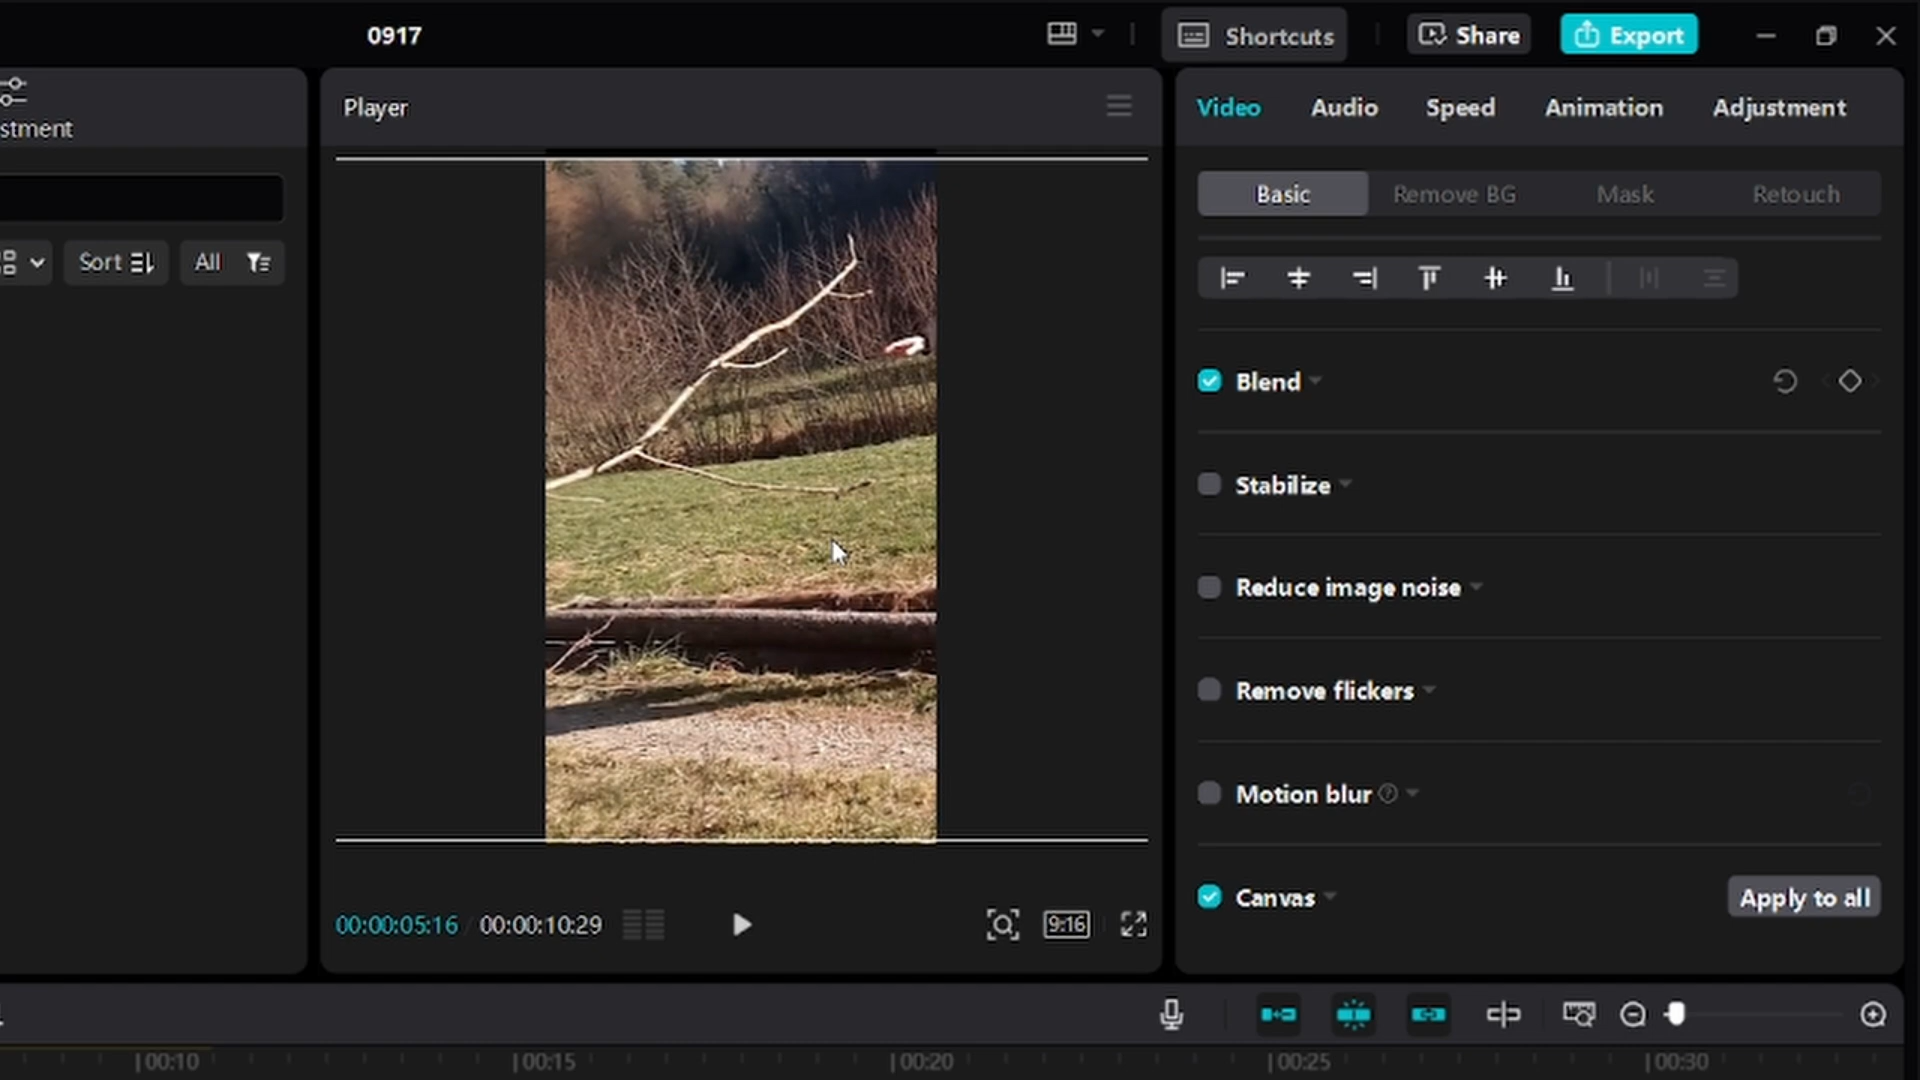 0917
Shortcuts
Share
Export
stment
Sort
All
Player
Video
Audio
Speed
Animation
Adjustment
Basic
Remove BG
Mask
Retouch
Blend
Stabilize
Reduce image noise
Remove flickers
Motion blur ?
Canvas
Apply to all
00:00:05:16 / 00:00:10:29
9:16
00:10
00:15
00:20
00:25
00:30